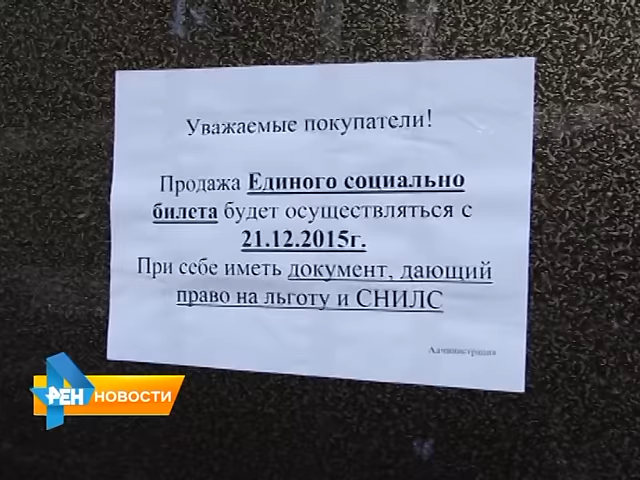 Уважаемые покупатели!
Продажа Единого социально
билета будет осуществляться с
21.12.2015г.
При себе иметь документ, дающий
право на льготу и СНИЛС
Администрация
РЕН НОВОСТИ